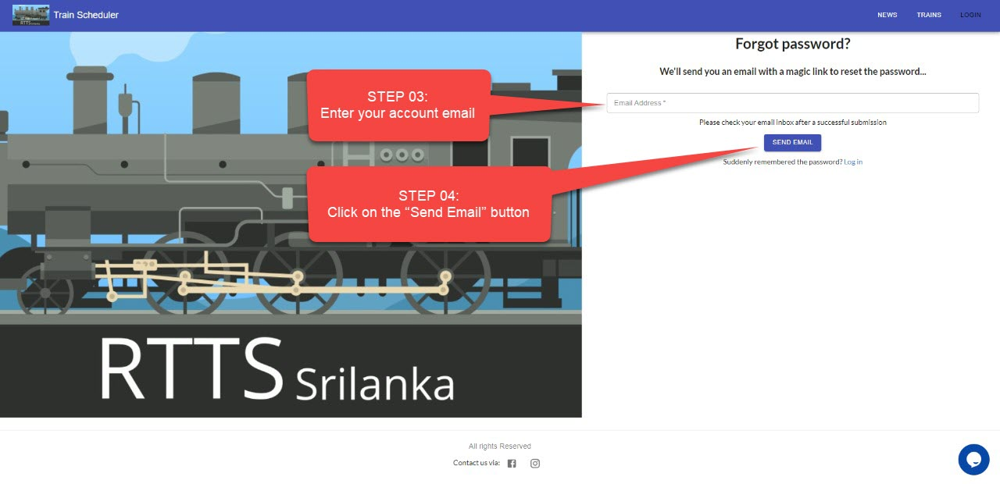 Train Scheduler
NEWS TRAINS LOGIN
Forgot password?
We'll send you an email with a magic link to reset the password...
STEP 03:
Enter your account email
Email Address *
Please check your email inbox after a successful submission
SEND EMAIL
Suddenly remembered the password? Log in
STEP 04:
Click on the “Send Email” button
RTTS Srilanka
All rights Reserved
Contact us via: